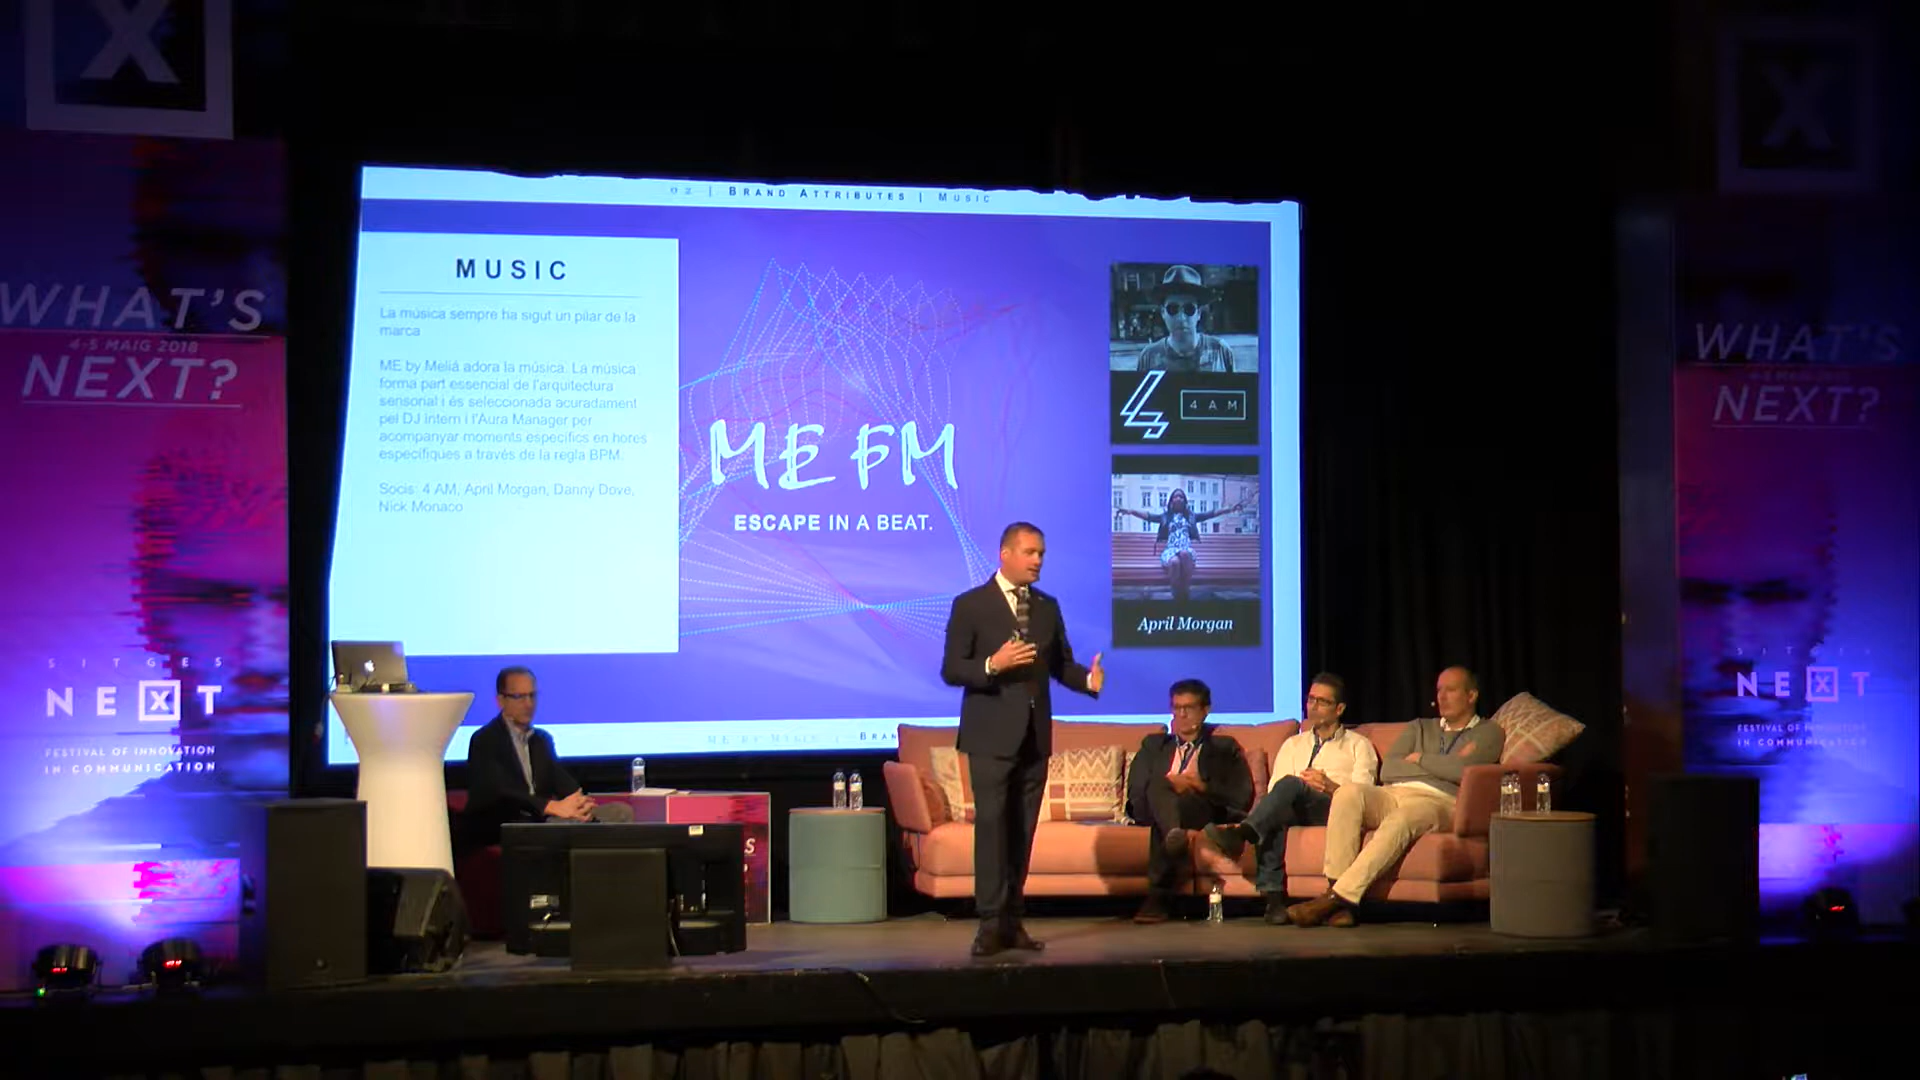 X
WHAT'S
4-5 MAIG 2018
NEXT?
SITGES
NEXT
FESTIVAL OF INNOVATION
IN COMMUNICATION
02 | BRAND ATTRIBUTES | MUSIC
MUSIC
La música sempre ha sigut un pilar de la
marca
ME by Meliá adora la música. La música
forma part essencial de l'arquitectura
sensorial i és seleccionada acuradament
pel DJ intern i l'Aura Manager per
acompanyar moments específics en hores
específiques a través de la regla BPM.
Socis: 4 AM, April Morgan, Danny Dove,
Nick Monaco
ME FM
ESCAPE IN A BEAT.
4 AM
April Morgan
X
WHAT'S
NEXT?
SITGES
NEXT
FESTIVAL OF INNOVATION
IN COMMUNICATION